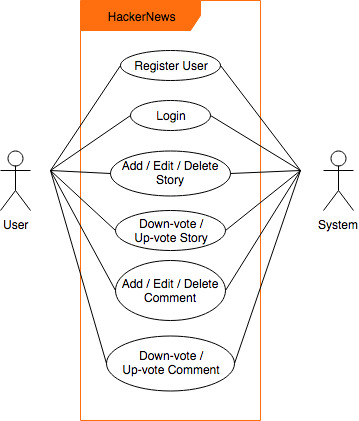 HackerNews
Register User
Login
Add / Edit / Delete
Story
User
System
Down-vote /
Up-vote Story
Add / Edit / Delete
Comment
Down-vote /
Up-vote Comment